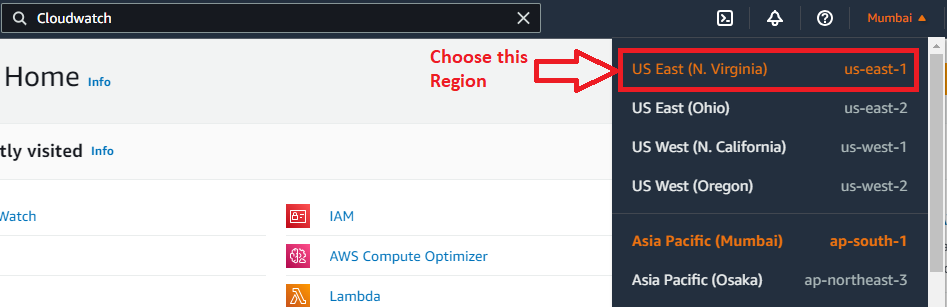 Cloudwatch
Mumbai
Home Info
Choose this
Region
US East (N. Virginia) us-east-1
US East (Ohio) us-east-2
US West (N. California) us-west-1
US West (Oregon) us-west-2
tly visited Info
Watch
IAM
AWS Compute Optimizer
Lambda
Asia Pacific (Mumbai) ap-south-1
Asia Pacific (Osaka) ap-northeast-3